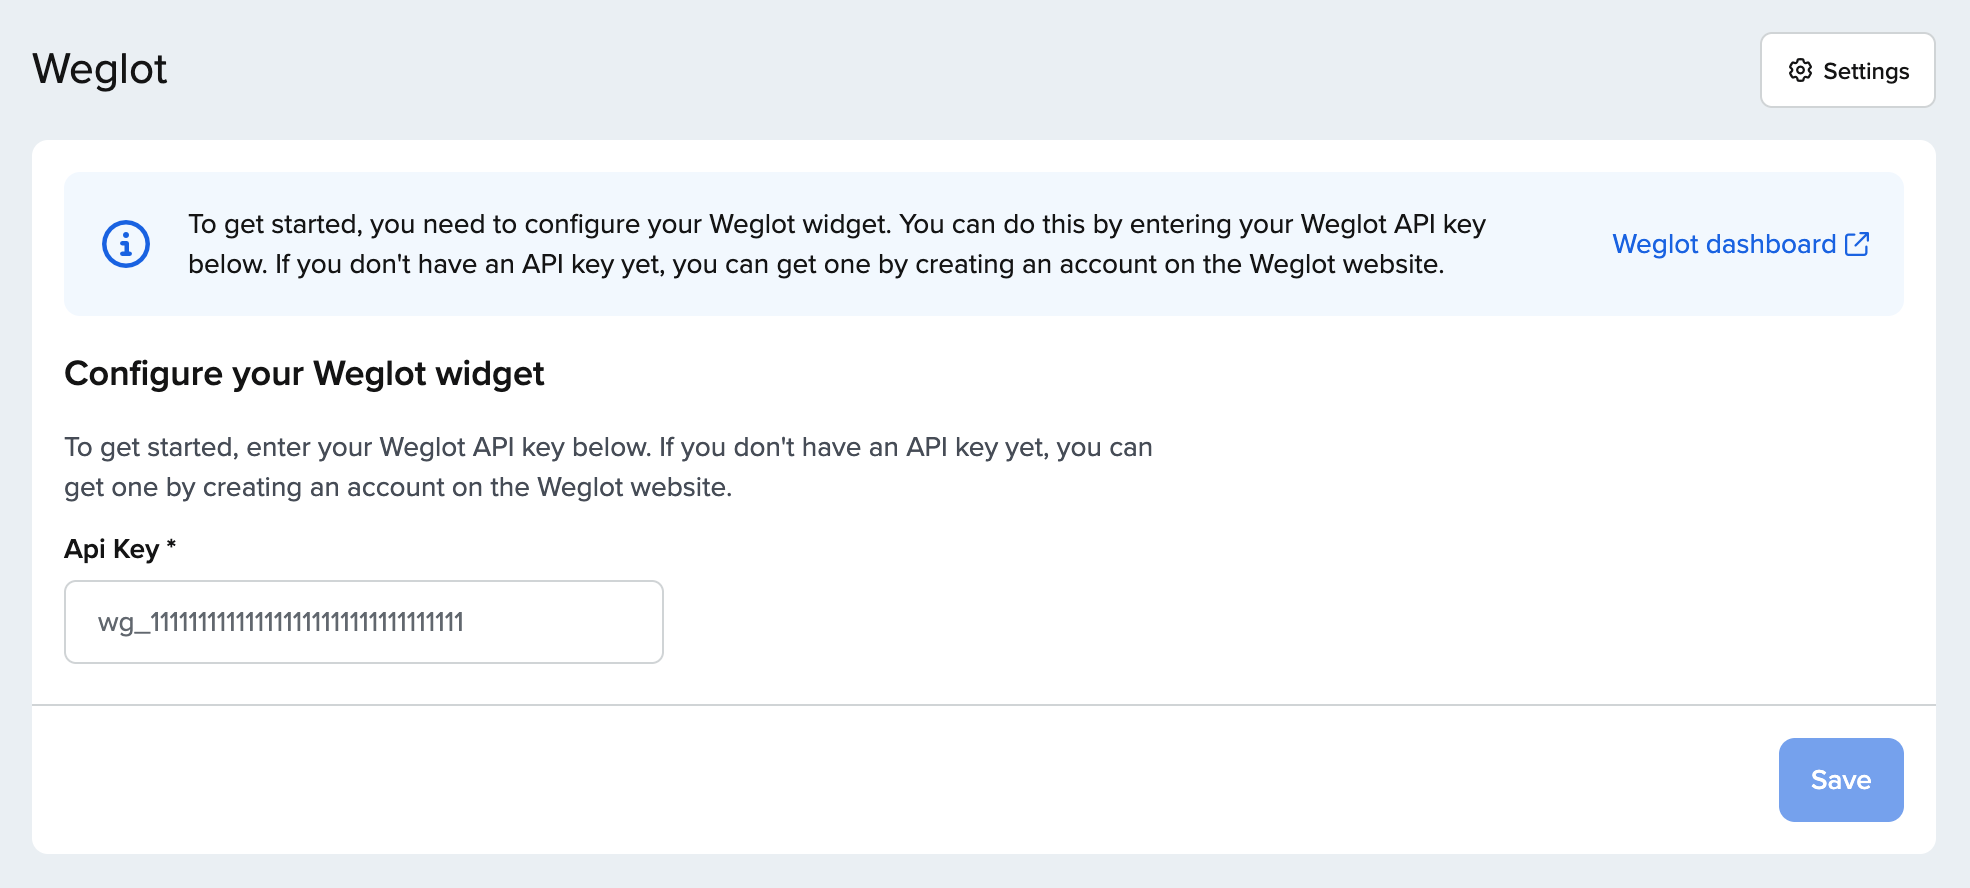 Weglot
Settings
To get started, you need to configure your Weglot widget. You can do this by entering your Weglot API key
below. If you don't have an API key yet, you can get one by creating an account on the Weglot website.
Weglot dashboard
Configure your Weglot widget
To get started, enter your Weglot API key below. If you don't have an API key yet, you can
get one by creating an account on the Weglot website.
Api Key *
wg_111111111111111111111111111111111
Save